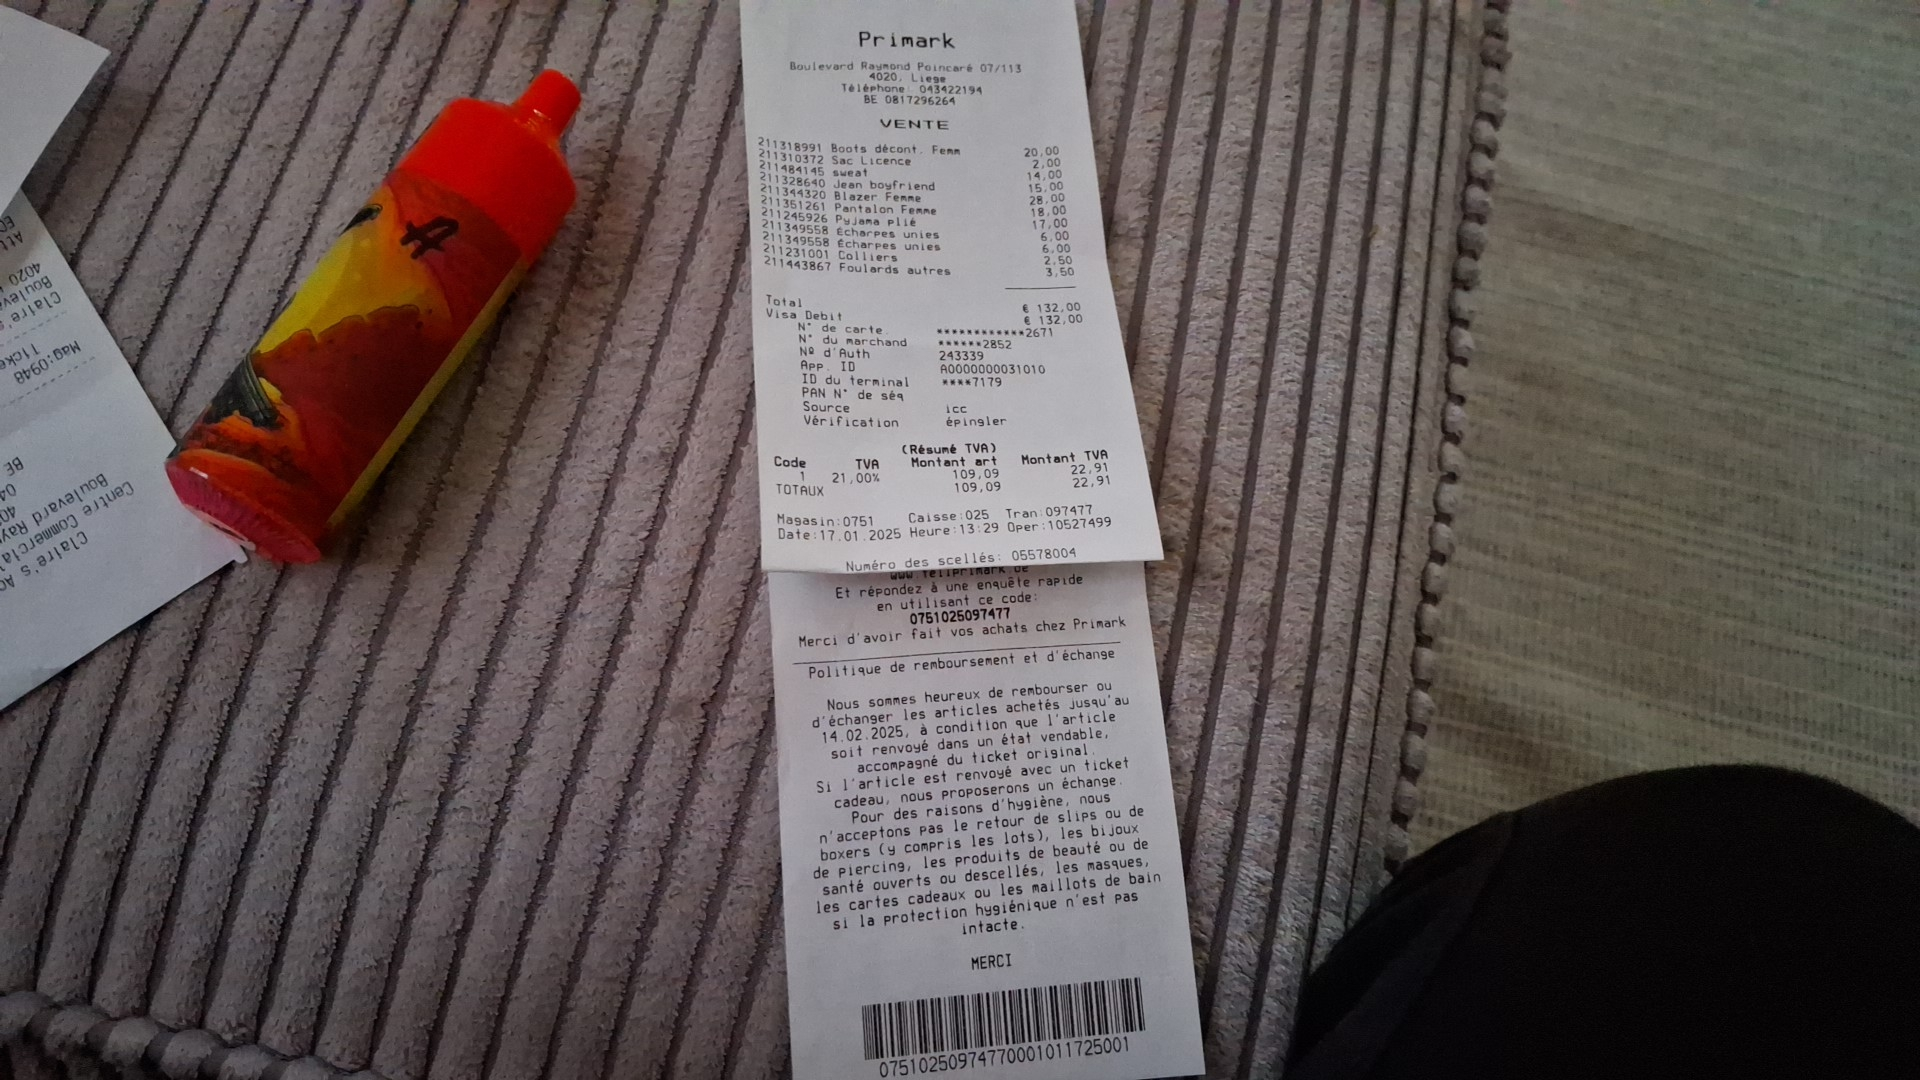 Primark
Boulevard Raymond Poincaré 07/113
4020, Liege
Téléphone: 043422194
BE 0817296264
VENTE
211318991 Boots décont. Femm 20,00
211310372 Sac Licence 2,00
211484145 sweat 14,00
211328640 Jean boyfriend 15,00
211344320 Blazer Femme 28,00
211351261 Pantalon Femme 18,00
211245926 Pyjama plié 17,00
211349558 Écharpes unies 6,00
211349558 Écharpes unies 6,00
211231001 Colliers 2,50
211443867 Foulards autres 3,50
Total € 132,00
Visa Debit € 132,00
N° de carte. ************2671
N° du marchand ******2852
Nº d'Auth 243339
App. ID A0000000031010
ID du terminal ****7179
PAN N° de séq
Source icc
Vérification épingler
(Résumé TVA)
Code TVA Montant art Montant TVA
1 21,00% 109,09 22,91
TOTAUX 109,09 22,91
Magasin:0751 Caisse:025 Tran:097477
Date:17.01.2025 Heure:13:29 Oper:10527499
Numéro des scellés: 05578004
Et répondez à une enquête rapide
en utilisant ce code:
0751025097477
Merci d'avoir fait vos achats chez Primark
Politique de remboursement et d'échange
Nous sommes heureux de rembourser ou
d'échanger les articles achetés jusqu'au
14.02.2025, à condition que l'article
soit renvoyé dans un état vendable,
accompagné du ticket original.
Si l'article est renvoyé avec un ticket
cadeau, nous proposerons un échange.
Pour des raisons d'hygiène, nous
n'acceptons pas le retour de slips ou de
boxers (y compris les lots), les bijoux
de piercing, les produits de beauté ou de
santé ouverts ou descellés, les masques,
les cartes cadeaux ou les maillots de bain
si la protection hygiénique n'est pas
intacte.
MERCI
07510250974770001011725001
Claire's
Centre Commercial
Boulevard Ray
BE
Mag:0948
Ticke
Claire's
Boulev
4020